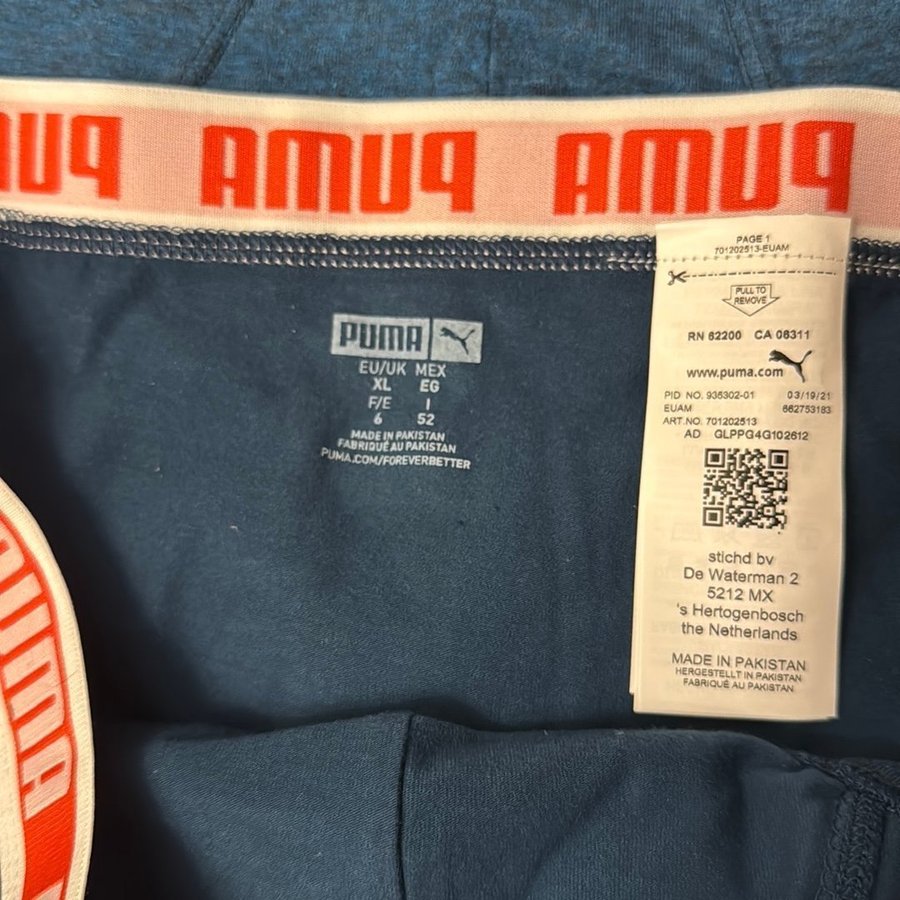 PUMA PUMA PUMA
PUMA
EU/UK MEX
XL EG
F/E I
6 52
MADE IN PAKISTAN
FABRIQUÉ AU PAKISTAN
PUMA.COM/FOREVERBETTER
PAGE 1
701202513-EUAM
PULL TO
REMOVE
RN 62200 CA 06311
www.puma.com
PID NO. 935302-01 03/19/21
EUAM 662753183
ART.NO. 701202513
AD GLPPG4G102612
stichd bv
De Waterman 2
5212 MX
's Hertogenbosch
the Netherlands
MADE IN PAKISTAN
HERGESTELLT IN PAKISTAN
FABRIQUÉ AU PAKISTAN
PUMA